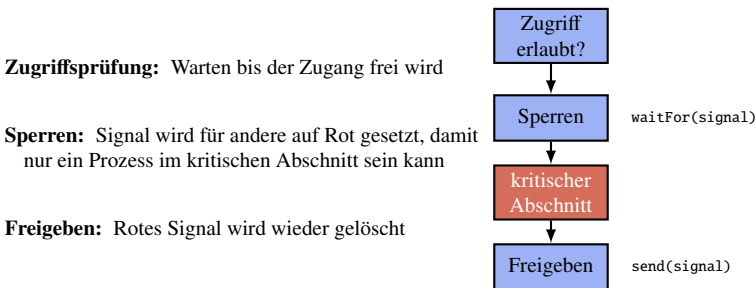 Zugriff
erlaubt?
Zugriffsprüfung: Warten bis der Zugang frei wird
Sperren
waitFor(signal)
Sperren: Signal wird für andere auf Rot gesetzt, damit
nur ein Prozess im kritischen Abschnitt sein kann
kritischer
Abschnitt
Freigeben: Rotes Signal wird wieder gelöscht
Freigeben
send(signal)